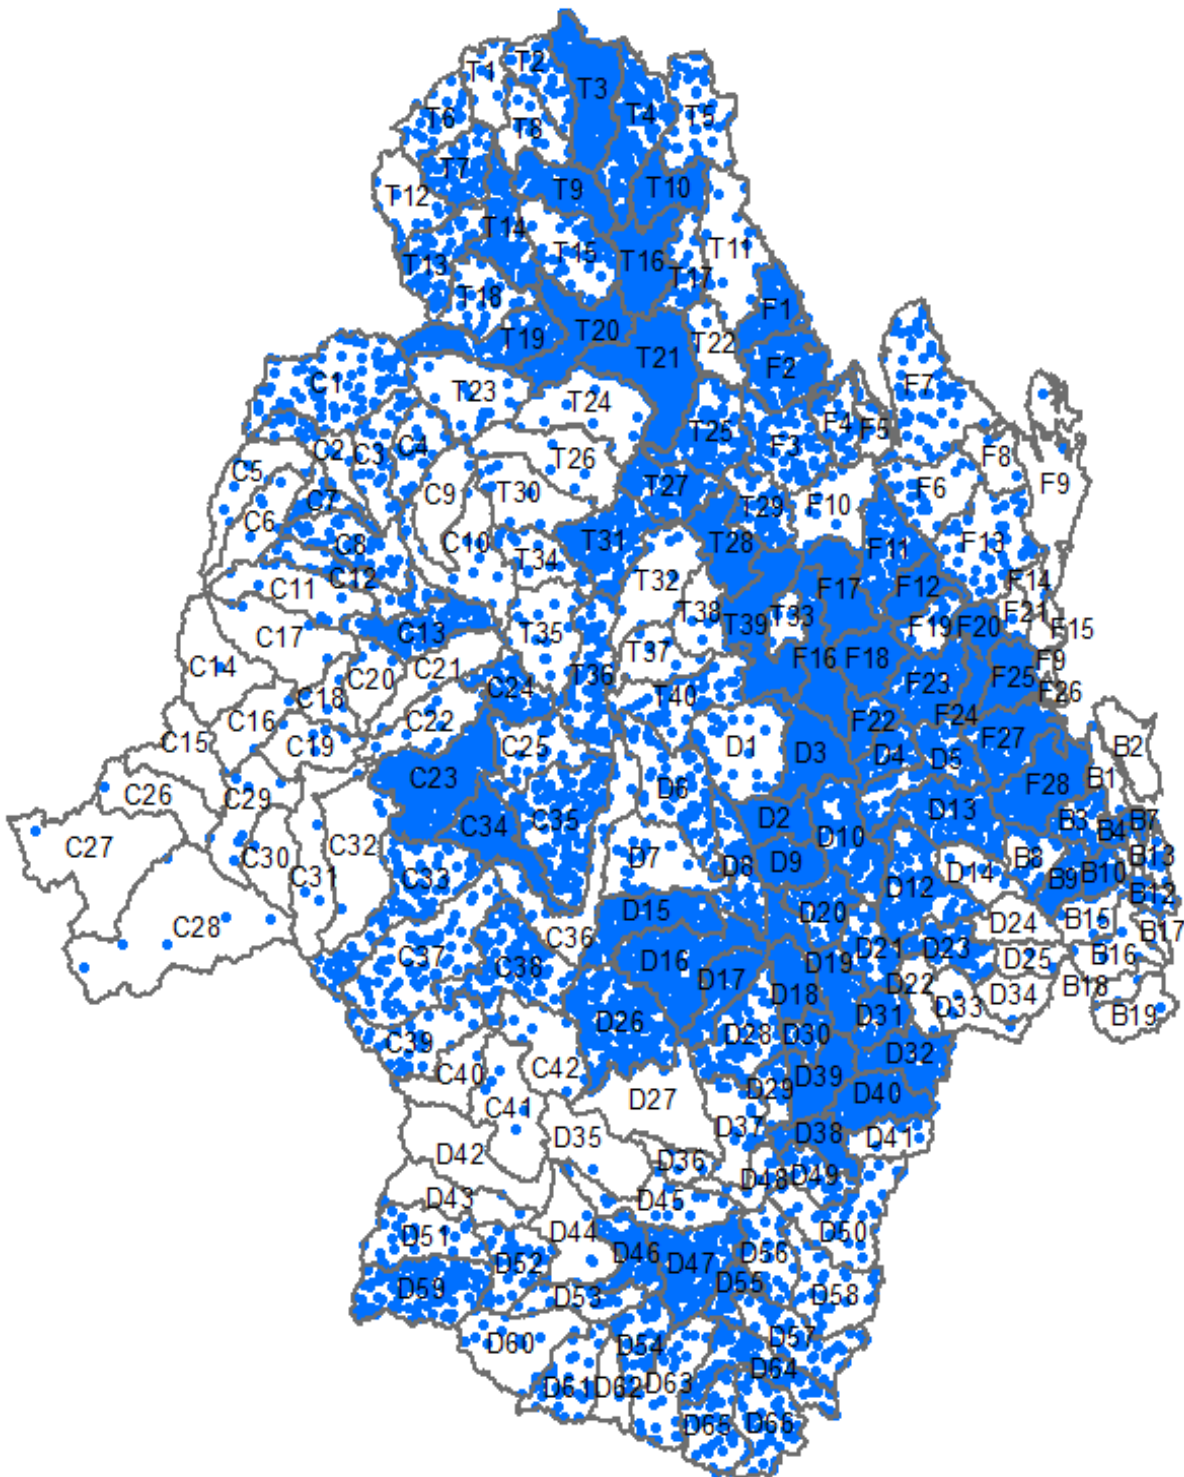 T1
T2
T3
T4
T5
T6
T8
T7
T9
T10
T12
T14
T15
T16
T11
T13
T17
T18
F1
T19
T20
T21
T22
F2
C1
F7
T23
T24
T25
F3
F4
F5
C2
C3
C4
T26
F8
F9
C5
C7
C9
T30
T27
T29
F10
F6
C6
C8
C10
T34
T31
T28
F11
F13
C11
C12
T32
F17
F12
F14
C17
C13
T35
T38
T39
T33
F19
F20
F21
F15
C14
C20
C21
T37
F16
F18
F9
C18
C24
T36
F23
F25
F26
C16
C22
T40
F22
F24
C15
C19
C25
D1
D3
D4
D5
F27
B2
C23
D6
F28
B1
C26
C29
C34
C35
D2
D10
D13
B3
B4
B7
C27
C30
C32
D7
D8
D9
B8
B13
C31
C33
D12
D14
B9
B10
B12
C28
D15
D20
D24
B15
B17
C36
C37
C38
D16
D17
D19
D21
D23
D25
B16
D18
D22
D33
D34
B18
B19
D26
D28
D30
D31
C39
D32
C40
C42
D29
D39
D40
C41
D27
D37
D38
D41
D42
D35
D36
D48
D49
D43
D45
D44
D50
D51
D46
D47
D56
D52
D55
D59
D53
D58
D60
D54
D57
D61
D62
D63
D64
D65
D66